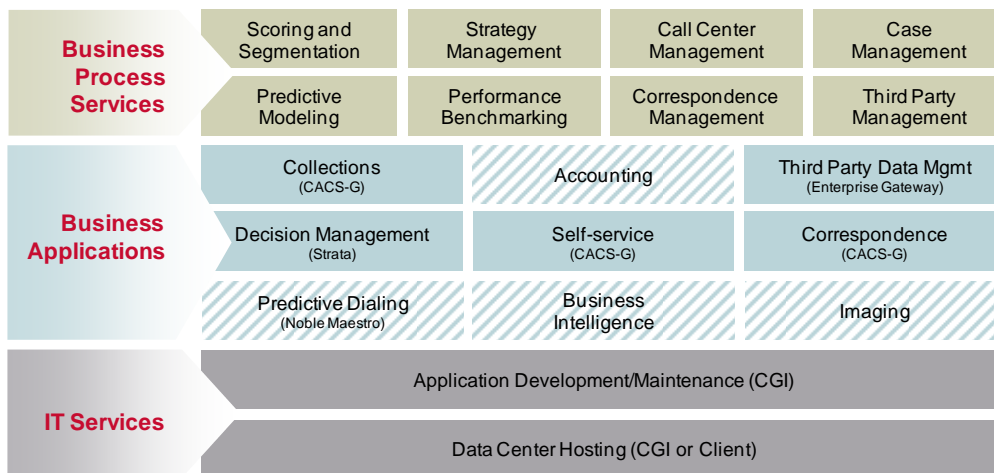 Business
Process
Services
Scoring and
Segmentation
Strategy
Management
Call Center
Management
Case
Management
Predictive
Modeling
Performance
Benchmarking
Correspondence
Management
Third Party
Management
Business
Applications
Collections
(CACS-G)
Accounting
Third Party Data Mgmt
(Enterprise Gateway)
Decision Management
(Strata)
Self-service
(CACS-G)
Correspondence
(CACS-G)
Predictive Dialing
(Noble Maestro)
Business
Intelligence
Imaging
IT Services
Application Development/Maintenance (CGI)
Data Center Hosting (CGI or Client)